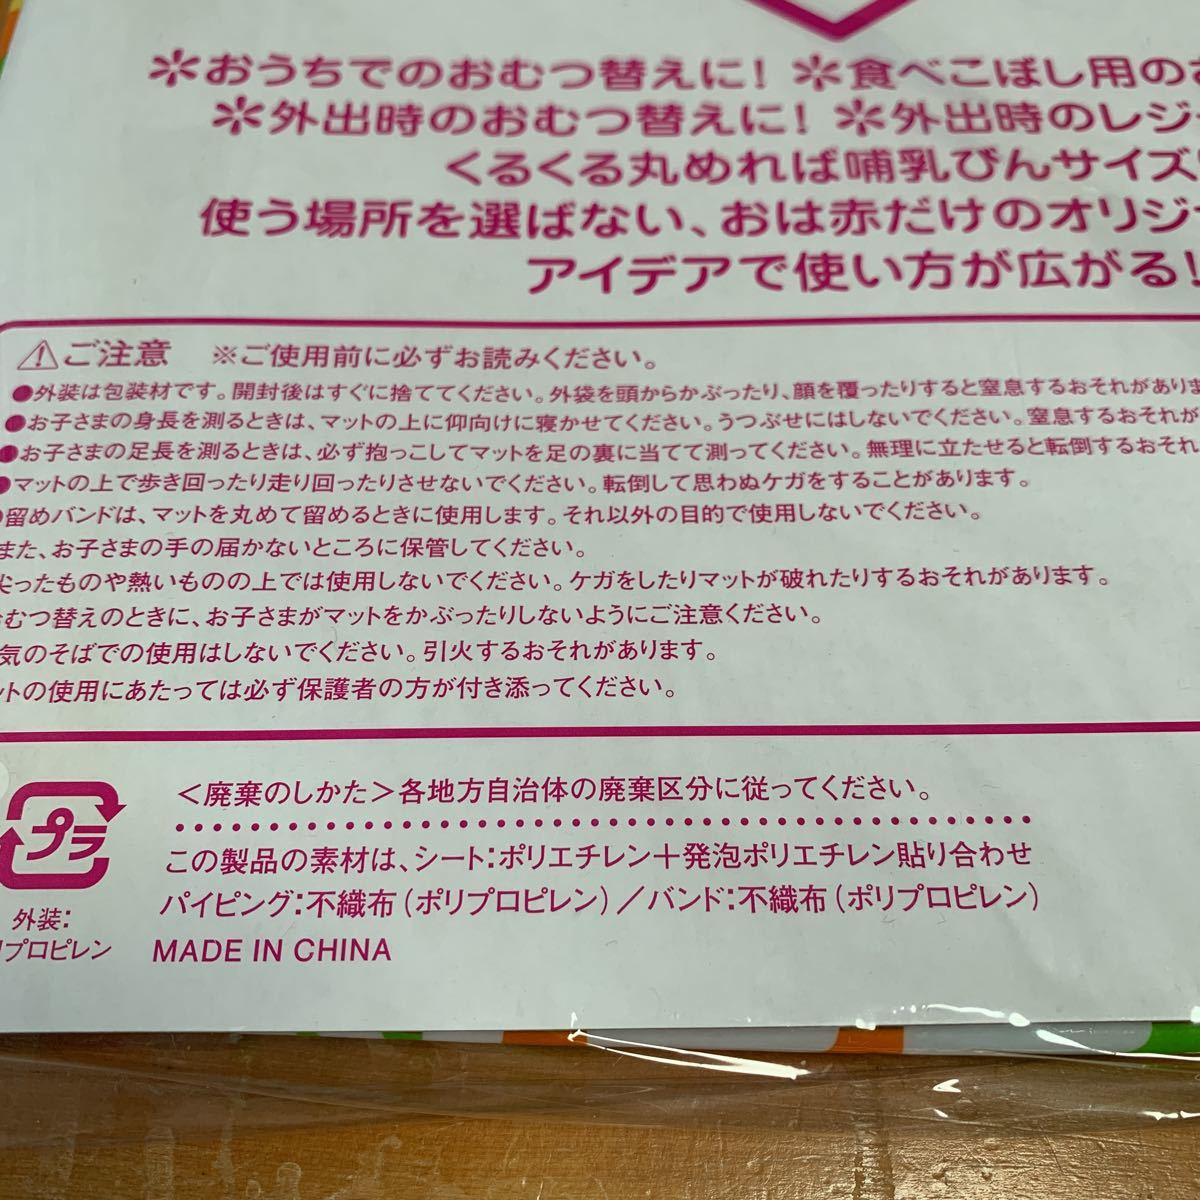 ✻おうちでのおむつ替えに! ✻食べこぼし用の
✻外出時のおむつ替えに! ✻外出時のレジ
くるくる丸めれば哺乳びんサイズ!
使う場所を選ばない、おは赤だけのオリジ
アイデアで使い方が広がる!
⚠ご注意 ※ご使用前に必ずお読みください。
●外装は包装材です。開封後はすぐに捨ててください。外袋を頭からかぶったり、顔を覆ったりすると窒息するおそれがありま
●お子さまの身長を測るときは、マットの上に仰向けに寝かせてください。うつぶせにはしないでください。窒息するおそれが
●お子さまの足長を測るときは、必ず抱っこしてマットを足の裏に当てて測ってください。無理に立たせると転倒するおそれ
●マットの上で歩き回ったり走り回ったりさせないでください。転倒して思わぬケガをすることがあります。
●留めバンドは、マットを丸めて留めるときに使用します。それ以外の目的で使用しないでください。
また、お子さまの手の届かないところに保管してください。
尖ったものや熱いものの上では使用しないでください。ケガをしたりマットが破れたりするおそれがあります。
おむつ替えのときに、お子さまがマットをかぶったりしないようにご注意ください。
気のそばでの使用はしないでください。引火するおそれがあります。
ットの使用にあたっては必ず保護者の方が付き添ってください。
プラ
外装:
リプロピレン
<廃棄のしかた>各地方自治体の廃棄区分に従ってください。
この製品の素材は、シート:ポリエチレン+発泡ポリエチレン貼り合わせ
パイピング:不織布(ポリプロピレン)/バンド:不織布(ポリプロピレン)
MADE IN CHINA